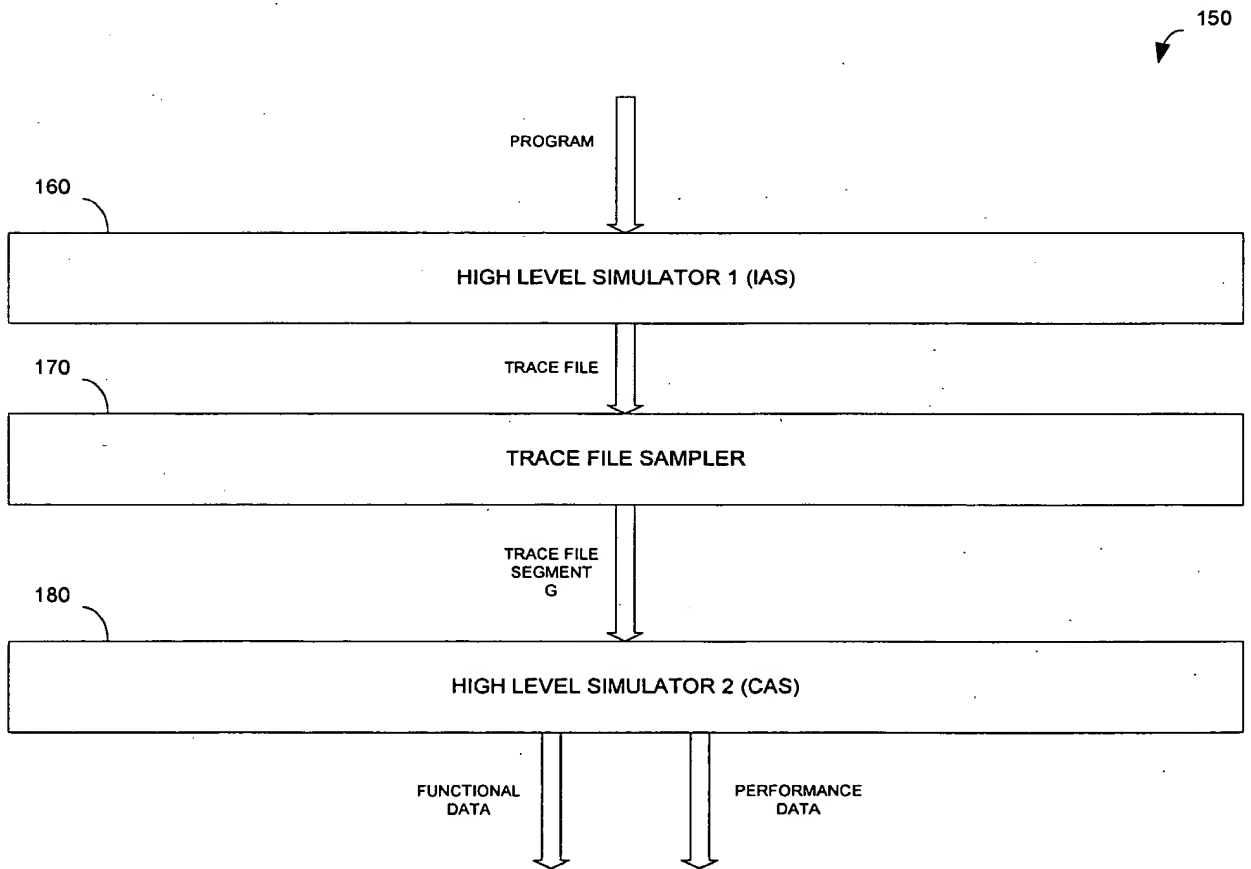 150
PROGRAM
160
HIGH LEVEL SIMULATOR 1 (IAS)
TRACE FILE
170
TRACE FILE SAMPLER
TRACE FILE
SEGMENT
G
180
HIGH LEVEL SIMULATOR 2 (CAS)
FUNCTIONAL
DATA
PERFORMANCE
DATA